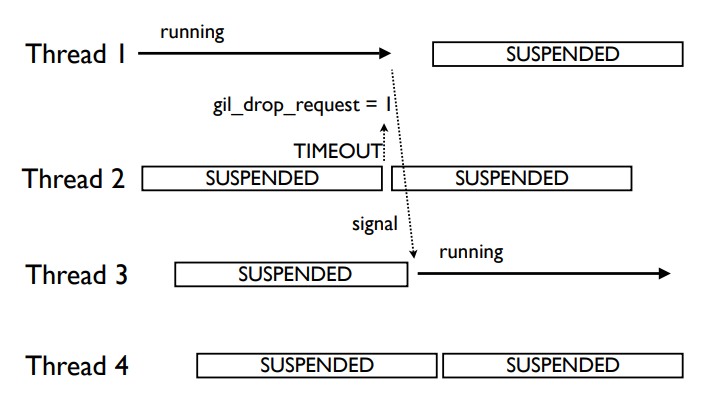 running
Thread 1 SUSPENDED
gil_drop_request = 1
TIMEOUT
Thread 2 SUSPENDED SUSPENDED
signal
running
Thread 3 SUSPENDED
Thread 4 SUSPENDED SUSPENDED